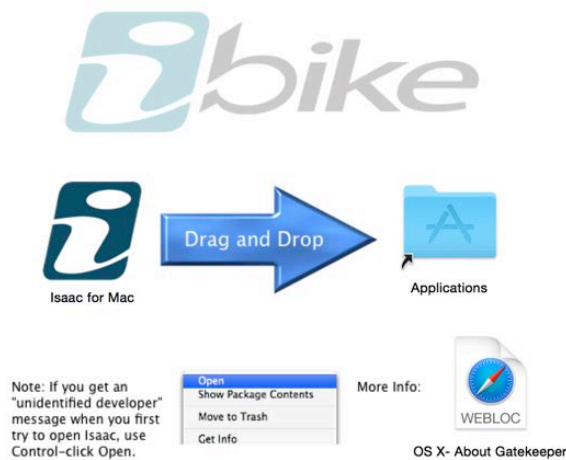 ibike
Drag and Drop
Isaac for Mac
Applications
Note: If you get an
"unidentified developer"
message when you first
try to open Isaac, use
Control-click Open.
Open
Show Package Contents
Move to Trash
Get Info
More Info:
WEBLOC
OS X- About Gatekeeper